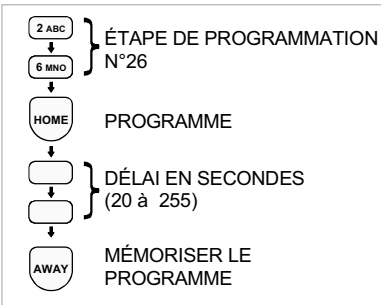 2 ABC
6 MNO
ÉTAPE DE PROGRAMMATION
N°26
HOME
PROGRAMME
DÉLAI EN SECONDES
(20 à 255)
AWAY
MÉMORISER LE
PROGRAMME